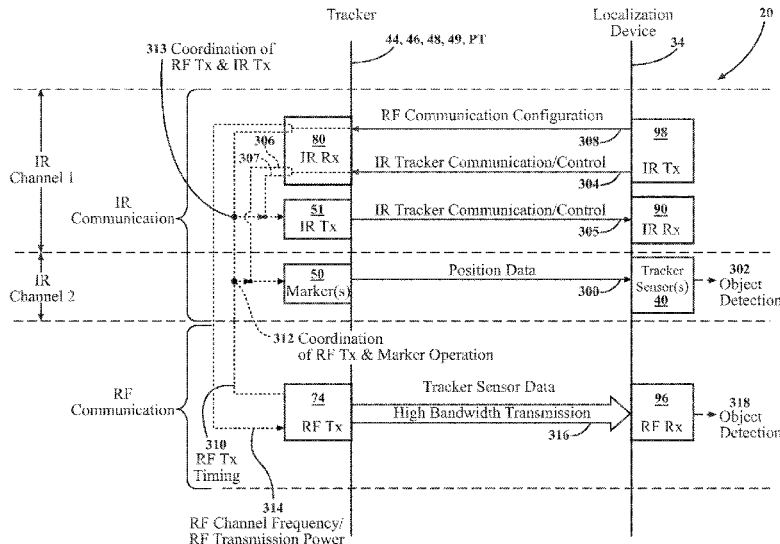 Tracker
Localization
Device
20
313 Coordination of
RF Tx & IR Tx
44, 46, 48, 49, PT
34
RF Communication Configuration
308
80
IR Rx
98
IR Tx
306
307
IR Tracker Communication/Control
304
IR
Channel 1
IR
Communication
51
IR Tx
IR Tracker Communication/Control
305
90
IR Rx
IR
Channel 2
50
Marker(s)
Position Data
300
Tracker
Sensor(s)
40
302
Object
Detection
312 Coordination
of RF Tx & Marker Operation
RF
Communication
74
RF Tx
Tracker Sensor Data
High Bandwidth Transmission
316
96
RF Rx
318
Object
Detection
310
RF Tx
Timing
314
RF Channel Frequency/
RF Transmission Power